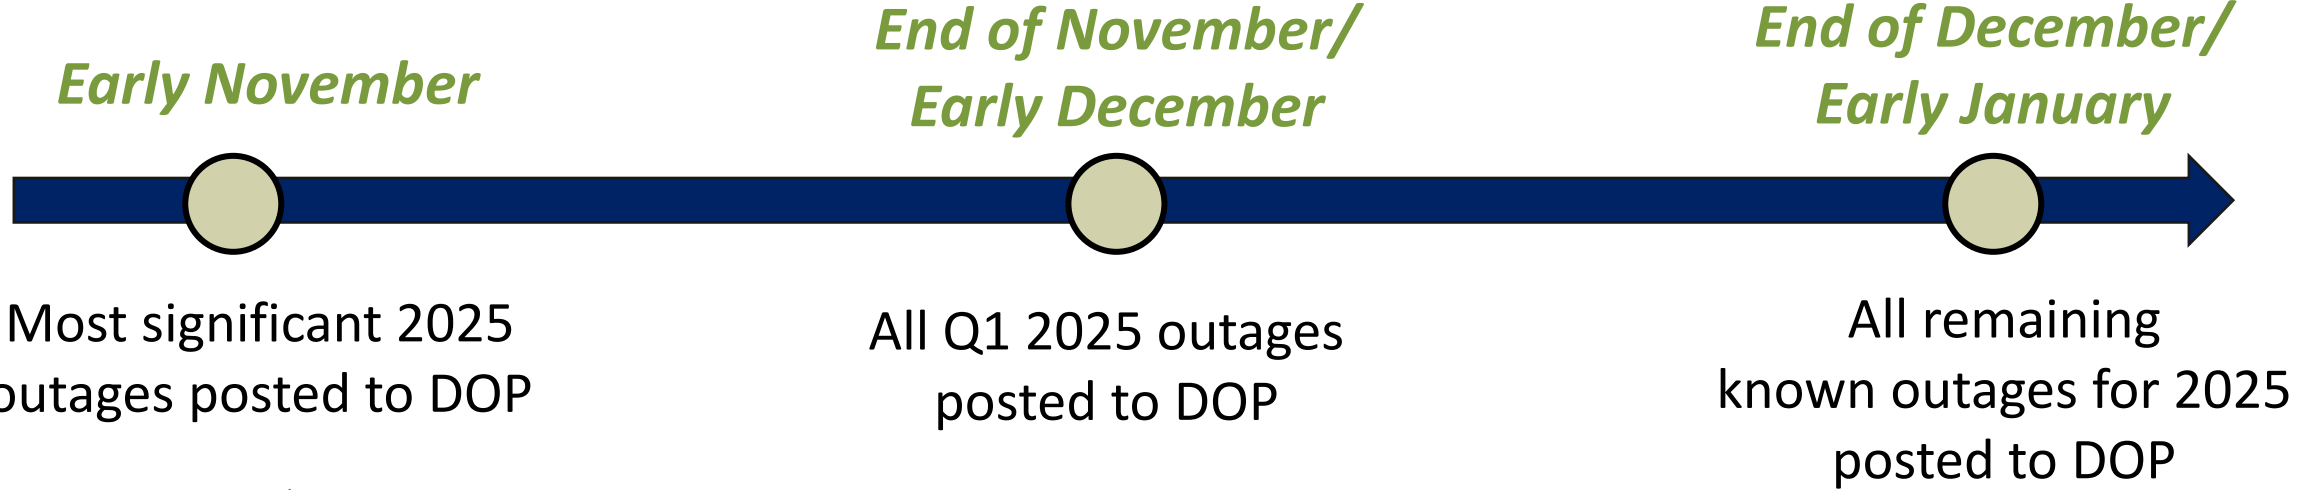 Early November
End of November/
Early December
End of December/
Early January
Most significant 2025
outages posted to DOP
All Q1 2025 outages
posted to DOP
All remaining
known outages for 2025
posted to DOP